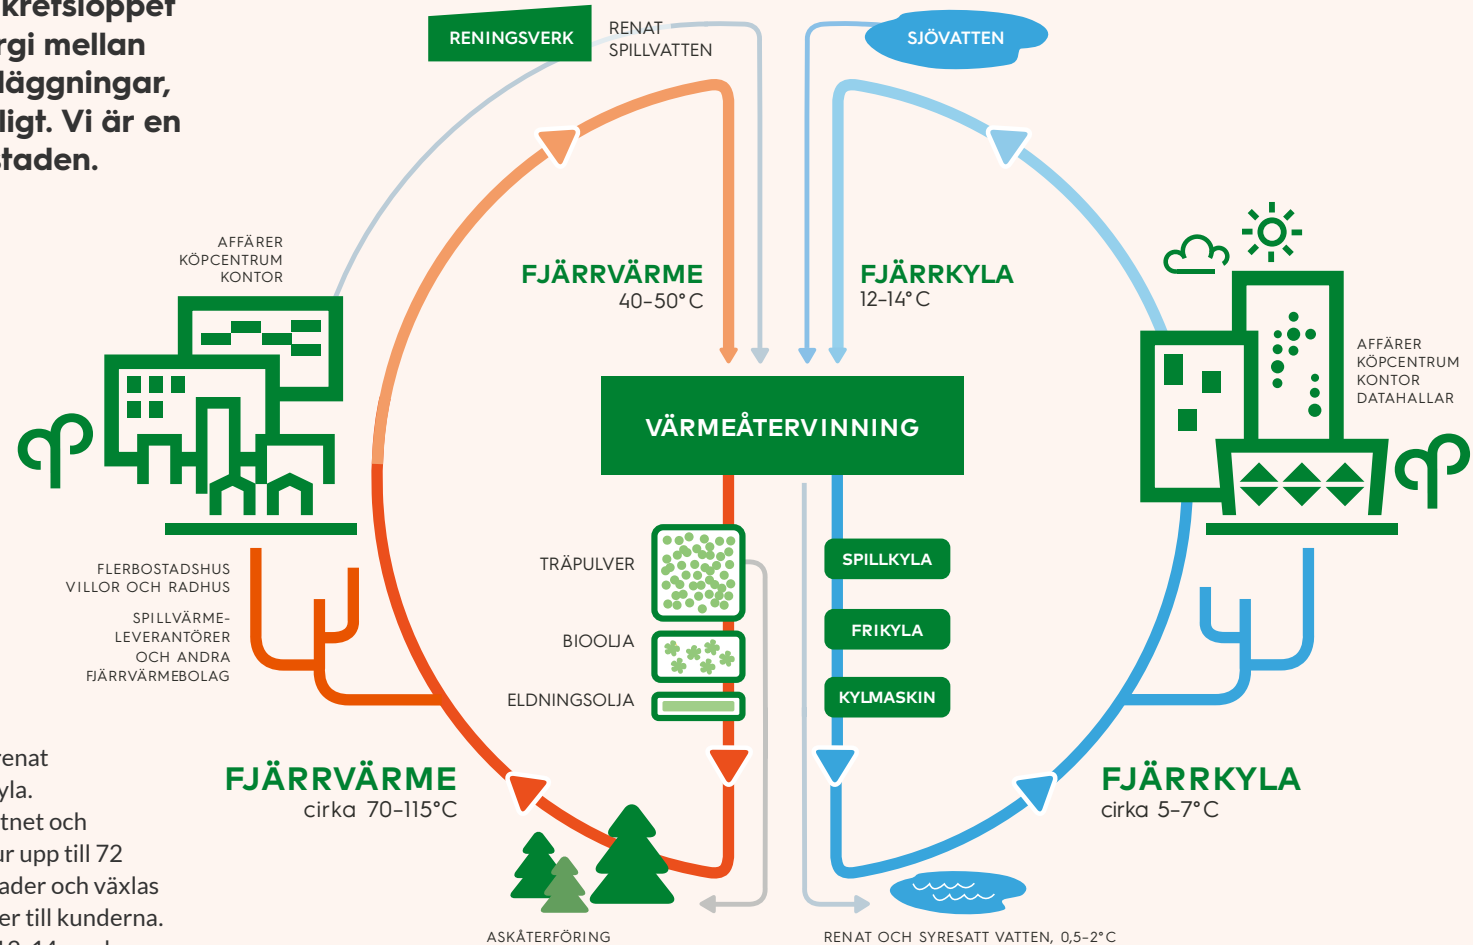 kretsloppet
rgi mellan
läggningar,
ligt. Vi är en
staden.
RENINGSVERK
RENAT
SPILLVATTEN
SJÖVATTEN
AFFÄRER
KÖPCENTRUM
KONTOR
FJÄRRVÄRME
40–50°C
FJÄRRKYLA
12–14°C
AFFÄRER
KÖPCENTRUM
KONTOR
DATAHALLAR
VÄRMEÅTERVINNING
FLERBOSTADSHUS
VILLOR OCH RADHUS
SPILLVÄRME-
LEVERANTÖRER
OCH ANDRA
FJÄRRVÄRMEBOLAG
TRÄPULVER
BIOOLJA
ELDNINGSOLJA
SPILLKYLA
FRIKYLA
KYLMASKIN
FJÄRRVÄRME
cirka 70–115°C
FJÄRRKYLA
cirka 5–7°C
renat
yla.
tnet och
ur upp till 72
ader och växlas
er till kunderna.
ASKÅTERFÖRING
RENAT OCH SYRESATT VATTEN, 0,5–2°C